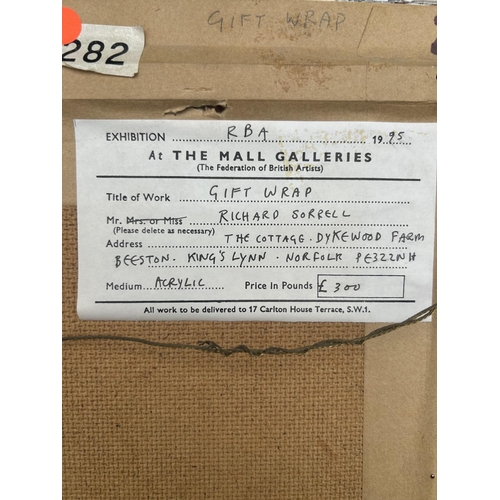 GIFT WRAP
282
EXHIBITION RBA 1995
At THE MALL GALLERIES
(The Federation of British Artists)
Title of Work GIFT WRAP
Mr. Mrs. or Miss RICHARD SORRELL
(Please delete as necessary)
Address THE COTTAGE. DYKEWOOD FARM
BEESTON. KING'S LYNN. NORFOLK PE322NH
Medium ACRYLIC Price in Pounds £300
All work to be delivered to 17 Carlton House Terrace, S.W.1.